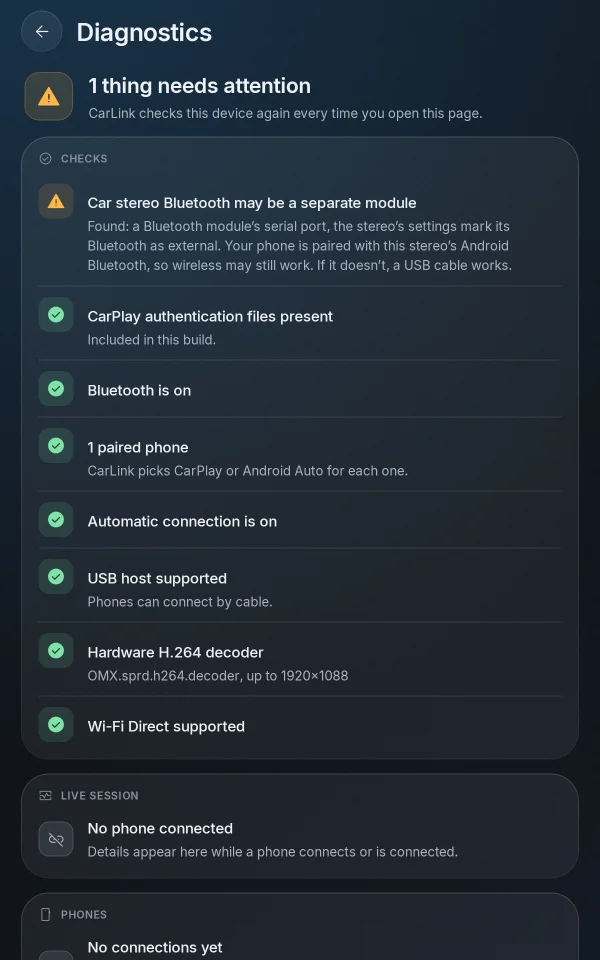 Diagnostics
1 thing needs attention
CarLink checks this device again every time you open this page.
CHECKS
Car stereo Bluetooth may be a separate module
Found: a Bluetooth module’s serial port, the stereo’s settings mark its
Bluetooth as external. Your phone is paired with this stereo’s Android
Bluetooth, so wireless may still work. If it doesn’t, a USB cable works.
CarPlay authentication files present
Included in this build.
Bluetooth is on
1 paired phone
CarLink picks CarPlay or Android Auto for each one.
Automatic connection is on
USB host supported
Phones can connect by cable.
Hardware H.264 decoder
OMX.sprd.h264.decoder, up to 1920×1088
Wi-Fi Direct supported
LIVE SESSION
No phone connected
Details appear here while a phone connects or is connected.
PHONES
No connections yet